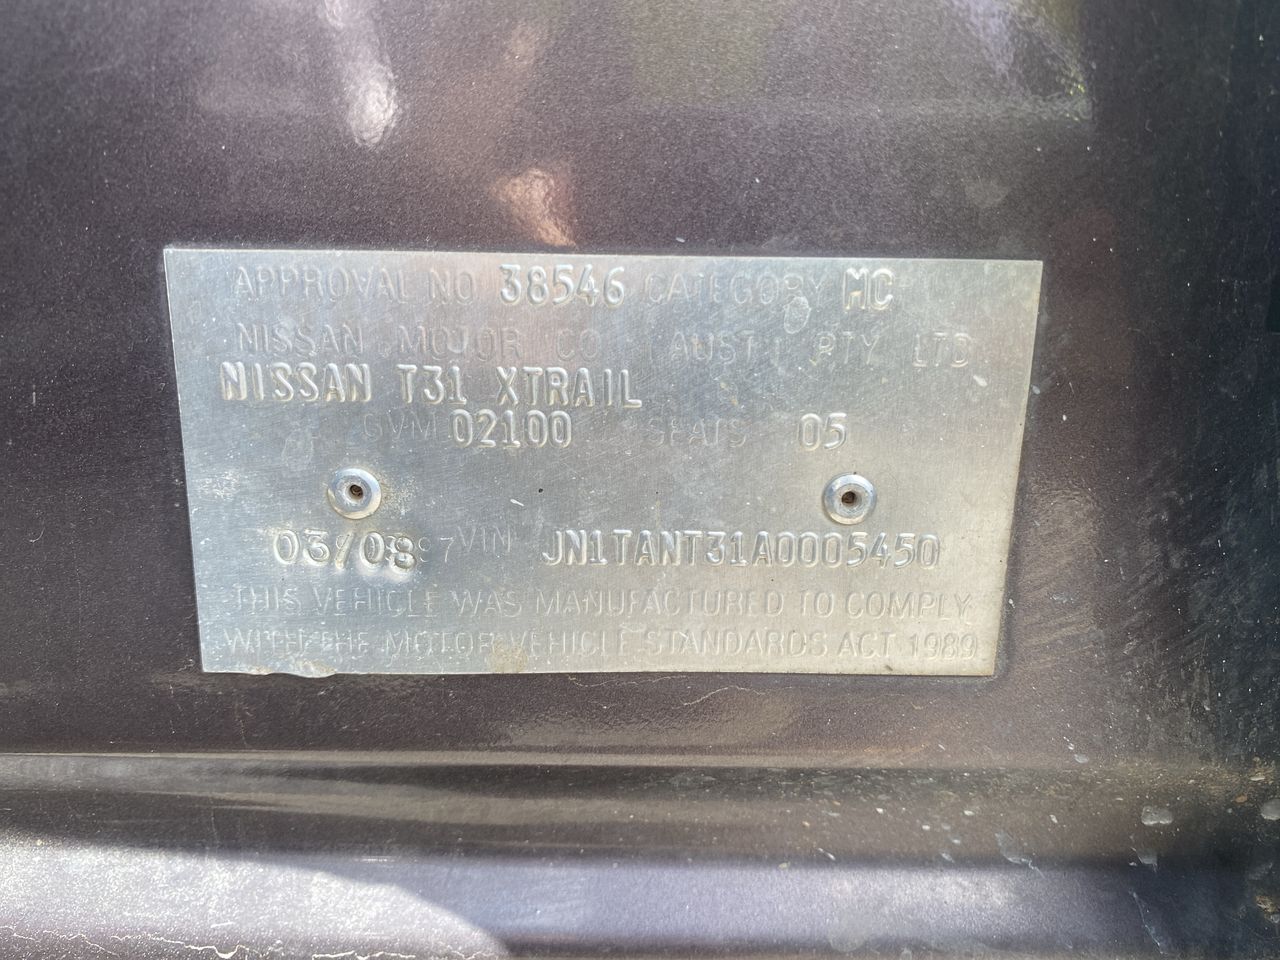 APPROVAL NO 38546 CATEGORY MC
NISSAN MOTOR CO (AUST) PTY LTD
NISSAN T31 XTRAIL
GVM 02100 SEATS 05
03/08 VIN JN1TANT31A0005450
THIS VEHICLE WAS MANUFACTURED TO COMPLY
WITH THE MOTOR VEHICLE STANDARDS ACT 1989